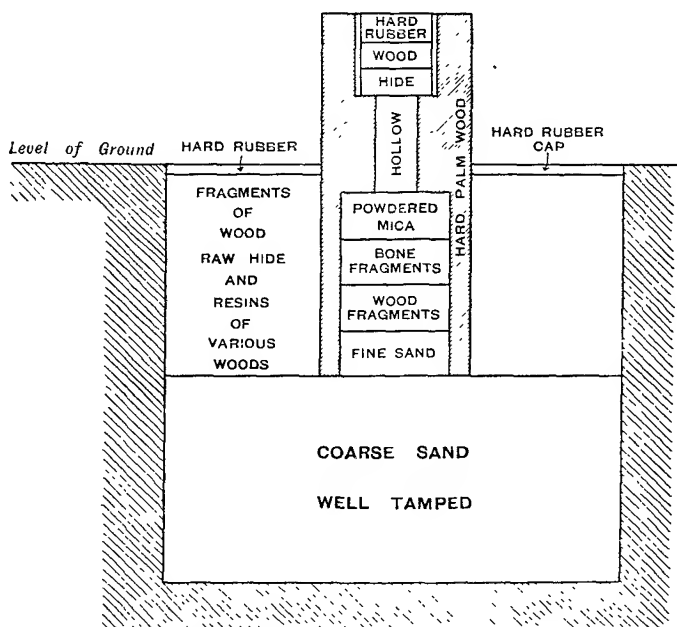 HARD
RUBBER
WOOD
HIDE
HOLLOW
HARD PALM WOOD
Level of Ground
HARD RUBBER
HARD RUBBER
CAP
FRAGMENTS
OF
WOOD
RAW HIDE
AND
RESINS
OF
VARIOUS
WOODS
POWDERED
MICA
BONE
FRAGMENTS
WOOD
FRAGMENTS
FINE SAND
COARSE SAND
WELL TAMPED